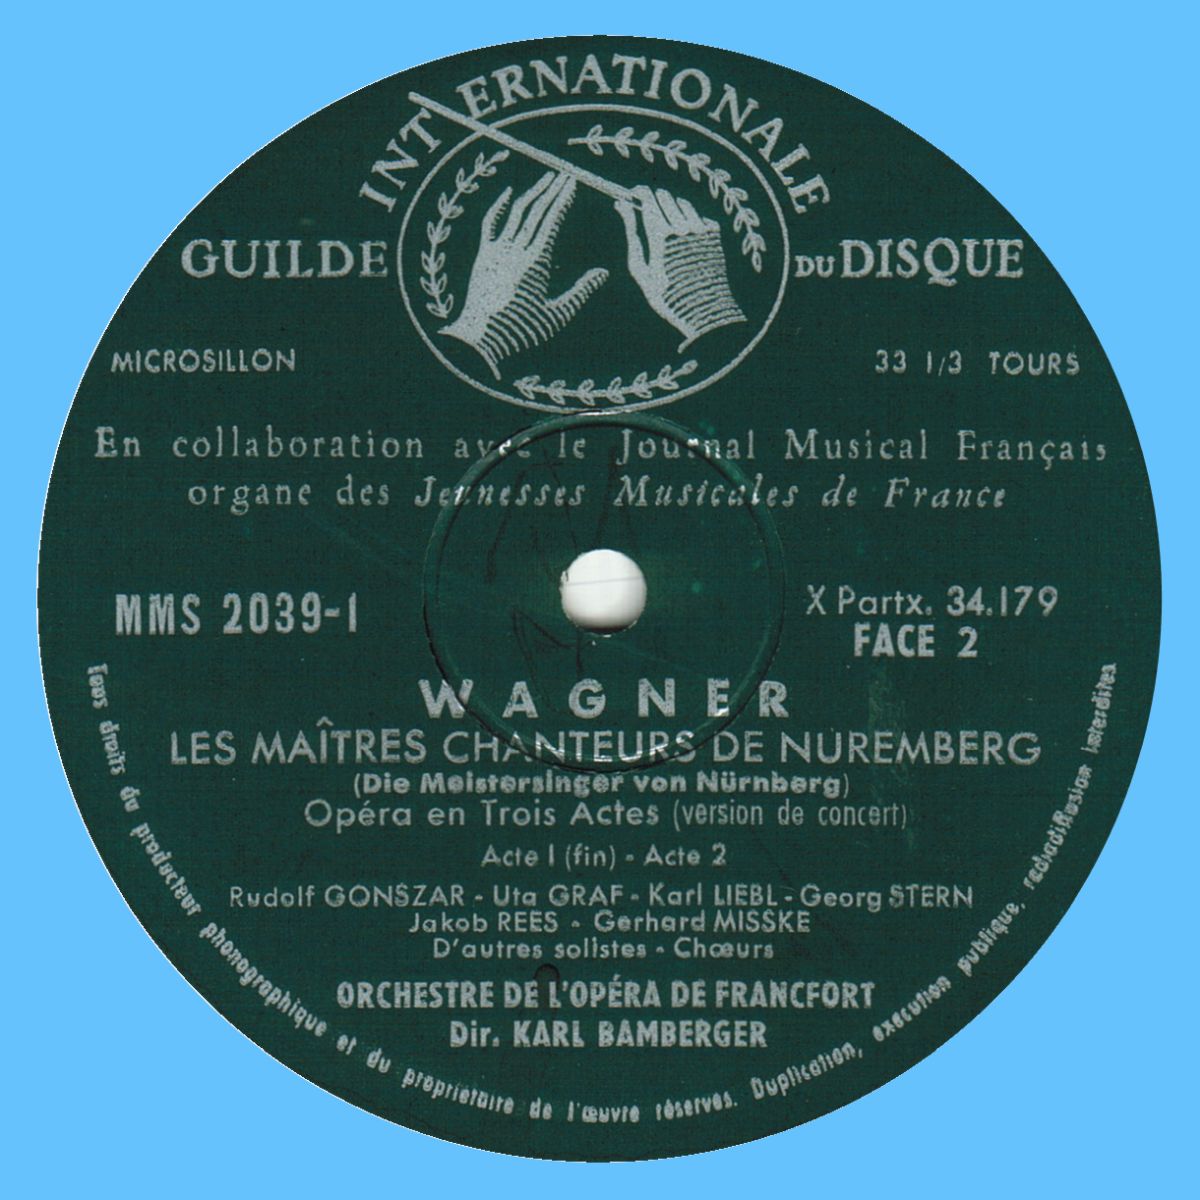 INTERNATIONALE
GUILDE DU DISQUE
MICROSILLON 33 1/3 TOURS
En collaboration avec le Journal Musical Français
organe des Jeunesses Musicales de France
MMS 2039-1 X Partx. 34.179
FACE 2
WAGNER
LES MAÎTRES CHANTEURS DE NUREMBERG
(Die Meistersinger von Nürnberg)
Opéra en Trois Actes (version de concert)
Acte I (fin) - Acte 2
Rudolf GONSZAR - Uta GRAF - Karl LIEBL - Georg STERN
Jakob REES - Gerhard MISSKE
D'autres solistes - Chœurs
ORCHESTRE DE L'OPÉRA DE FRANCFORT
Dir. KARL BAMBERGER
Tous droits du producteur phonographique et du propriétaire de l'œuvre réservés. Duplication, execution publique, radiodiffusion interdites